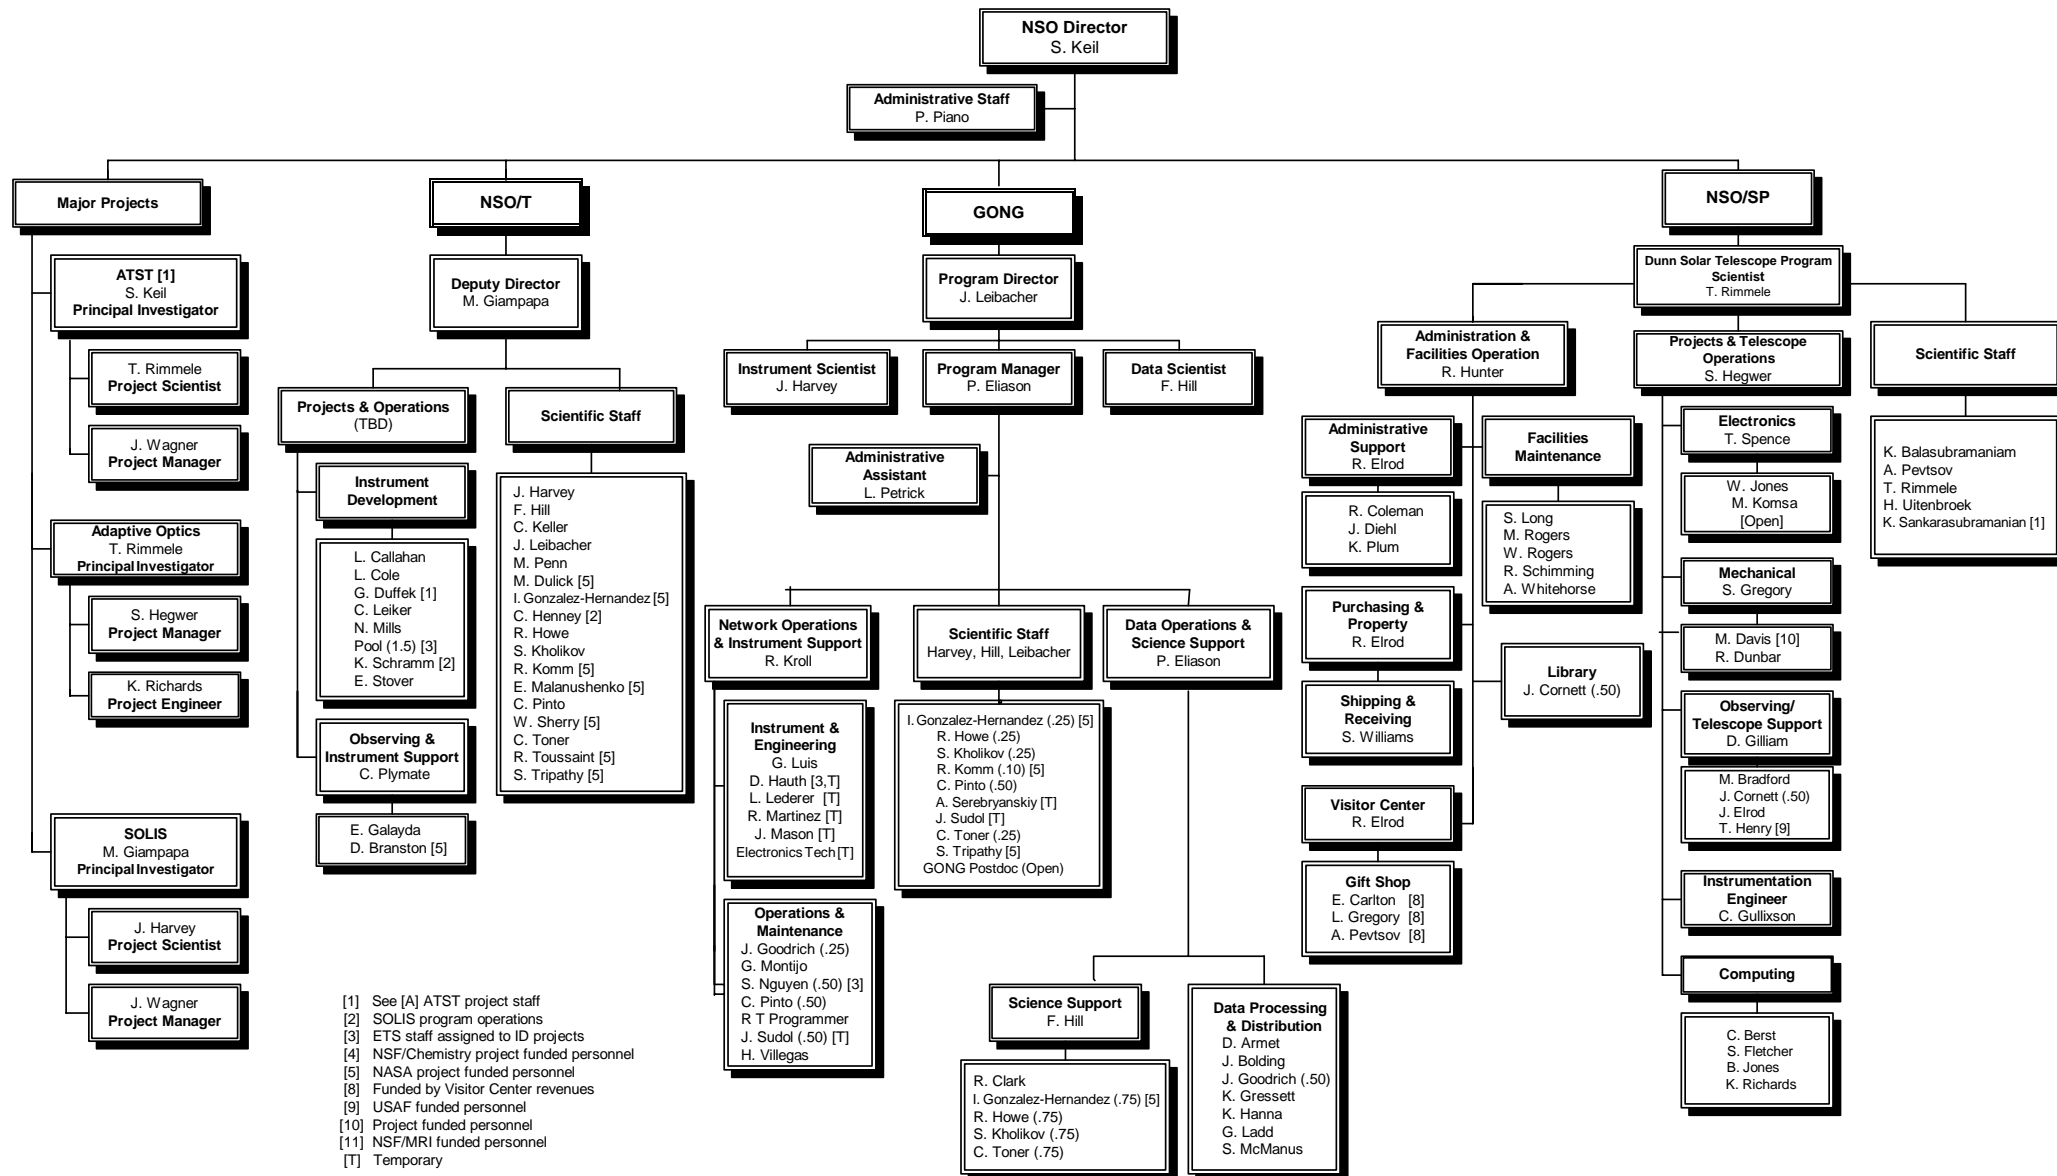 NSO Director
S. Keil
Administrative Staff
P. Piano
Major Projects
ATST [1]
S. Keil
Principal Investigator
T. Rimmele
Project Scientist
J. Wagner
Project Manager
Adaptive Optics
T. Rimmele
Principal Investigator
S. Hegwer
Project Manager
K. Richards
Project Engineer
SOLIS
M. Giampapa
Principal Investigator
J. Harvey
Project Scientist
J. Wagner
Project Manager
NSO/T
Deputy Director
M. Giampapa
Projects & Operations
(TBD)
Instrument
Development
L. Callahan
L. Cole
G. Duffek [1]
C. Leiker
N. Mills
Pool (1.5) [3]
K. Schramm [2]
E. Stover
Observing &
Instrument Support
C. Plymate
E. Galayda
D. Branston [5]
Scientific Staff
J. Harvey
F. Hill
C. Keller
J. Leibacher
M. Penn
M. Dulick [5]
I. Gonzalez-Hernandez [5]
C. Henney [2]
R. Howe
S. Kholikov
R. Komm [5]
E. Malanushenko [5]
C. Pinto
W. Sherry [5]
C. Toner
R. Toussaint [5]
S. Tripathy [5]
GONG
Program Director
J. Leibacher
Instrument Scientist
J. Harvey
Program Manager
P. Eliason
Data Scientist
F. Hill
Administrative
Assistant
L. Petrick
Network Operations
& Instrument Support
R. Kroll
Instrument &
Engineering
G. Luis
D. Hauth [3,T]
L. Lederer [T]
R. Martinez [T]
J. Mason [T]
Electronics Tech [T]
Operations &
Maintenance
J. Goodrich (.25)
G. Montijo
S. Nguyen (.50) [3]
C. Pinto (.50)
R T Programmer
J. Sudol (.50) [T]
H. Villegas
Scientific Staff
Harvey, Hill, Leibacher
I. Gonzalez-Hernandez (.25) [5]
R. Howe (.25)
S. Kholikov (.25)
R. Komm (.10) [5]
C. Pinto (.50)
A. Serebryanskiy [T]
J. Sudol [T]
C. Toner (.25)
S. Tripathy [5]
GONG Postdoc (Open)
Data Operations &
Science Support
P. Eliason
Science Support
F. Hill
R. Clark
I. Gonzalez-Hernandez (.75) [5]
R. Howe (.75)
S. Kholikov (.75)
C. Toner (.75)
Data Processing
& Distribution
D. Armet
J. Bolding
J. Goodrich (.50)
K. Gressett
K. Hanna
G. Ladd
S. McManus
NSO/SP
Dunn Solar Telescope Program
Scientist
T. Rimmele
Administration &
Facilities Operation
R. Hunter
Administrative
Support
R. Elrod
R. Coleman
J. Diehl
K. Plum
Facilities
Maintenance
S. Long
M. Rogers
W. Rogers
R. Schimming
A. Whitehorse
Purchasing &
Property
R. Elrod
Shipping &
Receiving
S. Williams
Library
J. Cornett (.50)
Visitor Center
R. Elrod
Gift Shop
E. Carlton [8]
L. Gregory [8]
A. Pevtsov [8]
Projects & Telescope
Operations
S. Hegwer
Electronics
T. Spence
W. Jones
M. Komsa
[Open]
Mechanical
S. Gregory
M. Davis [10]
R. Dunbar
Observing/
Telescope Support
D. Gilliam
M. Bradford
J. Cornett (.50)
J. Elrod
T. Henry [9]
Instrumentation
Engineer
C. Gullixson
Computing
C. Berst
S. Fletcher
B. Jones
K. Richards
Scientific Staff
K. Balasubramaniam
A. Pevtsov
T. Rimmele
H. Uitenbroek
K. Sankarasubramanian [1]
[1] See [A] ATST project staff
[2] SOLIS program operations
[3] ETS staff assigned to ID projects
[4] NSF/Chemistry project funded personnel
[5] NASA project funded personnel
[8] Funded by Visitor Center revenues
[9] USAF funded personnel
[10] Project funded personnel
[11] NSF/MRI funded personnel
[T] Temporary